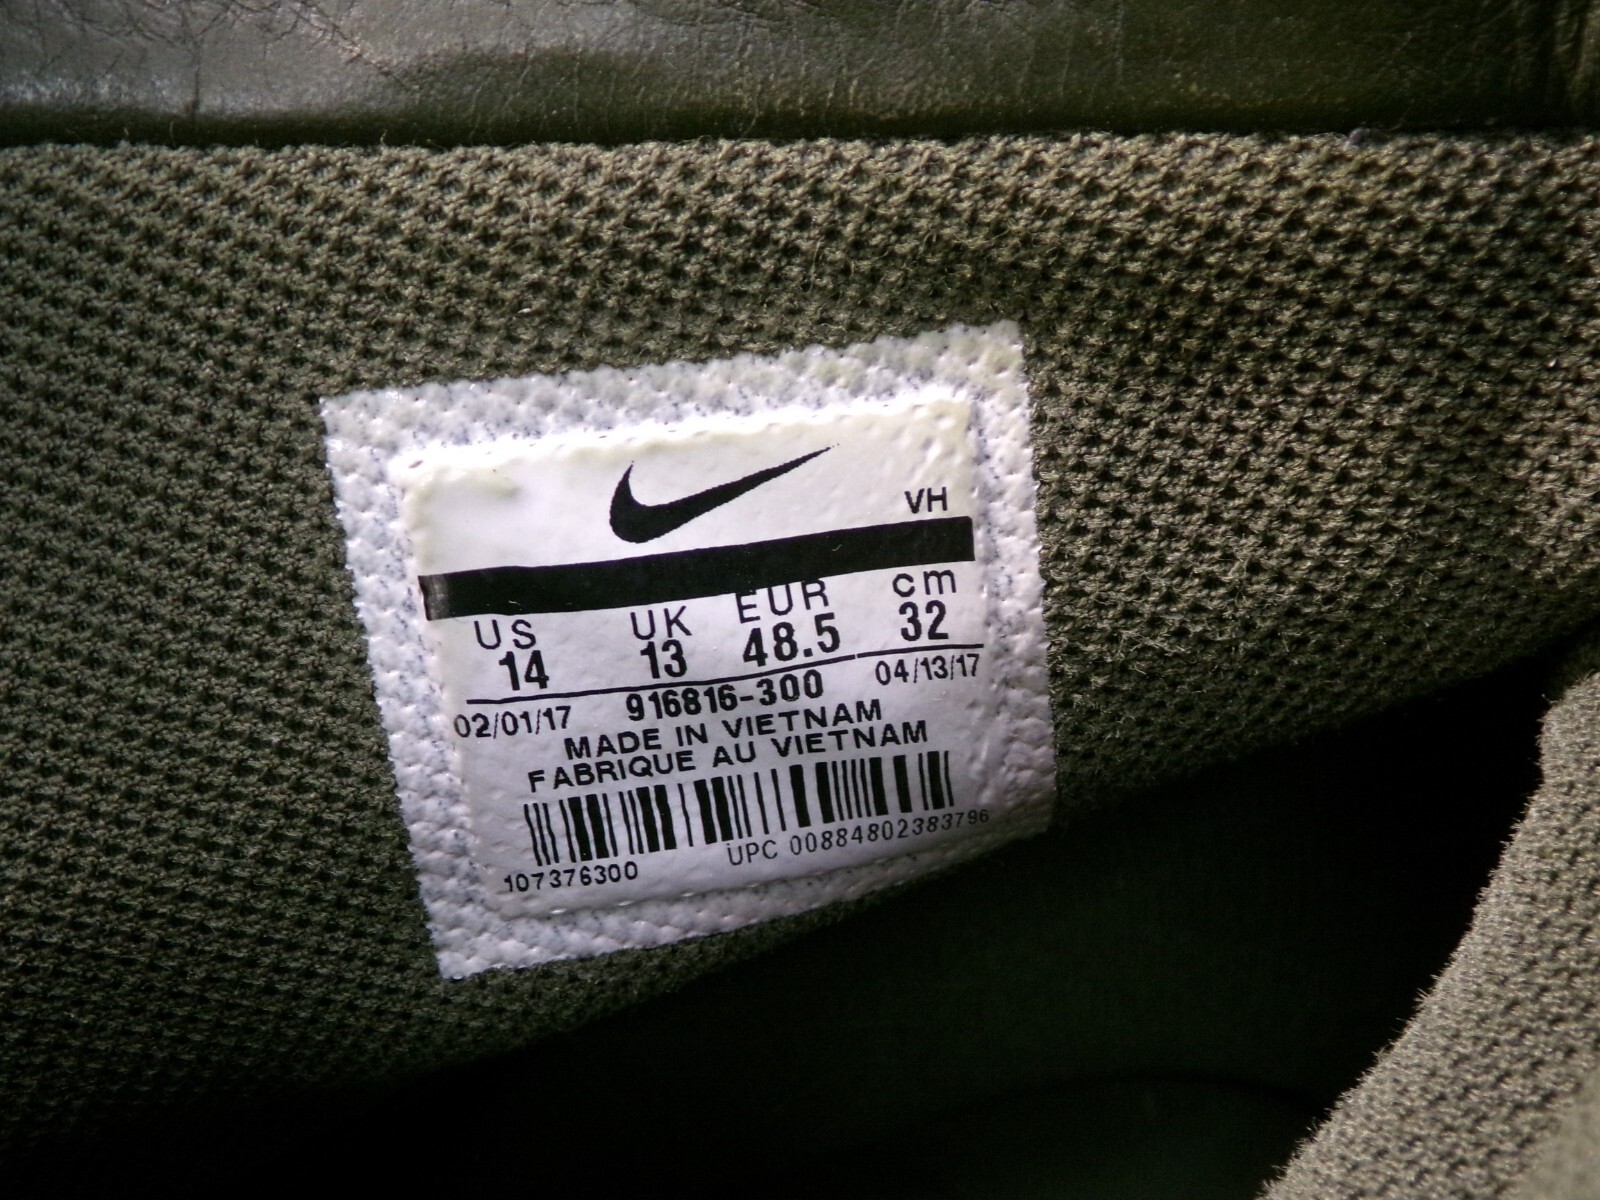 VH
US UK EUR cm
14 13 48.5 32
02/01/17 916816-300 04/13/17
MADE IN VIETNAM
FABRIQUE AU VIETNAM
107376300 UPC 00884802383796